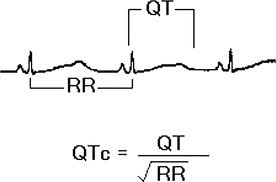 QT
RR
QTc = QT / √RR